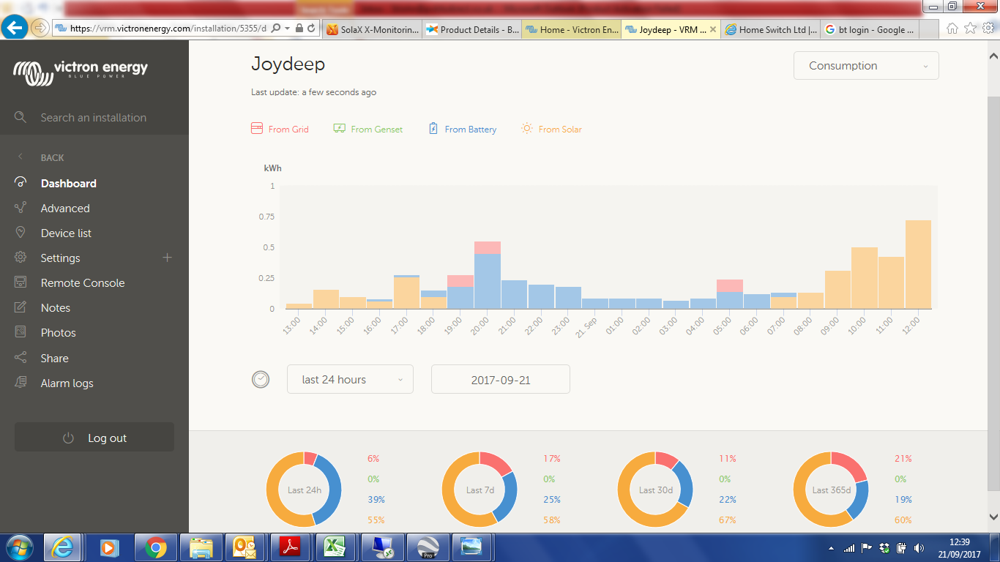 https://vrm.victronenergy.com/installation/5355/d
SolaX X-Monitorin...
Product Details - B...
Home - Victron En...
Joydeep - VRM ...
Home Switch Ltd |...
bt login - Google ...
victron energy
BLUE POWER
Search an installation
BACK
Dashboard
Advanced
Device list
Settings
Remote Console
Notes
Photos
Share
Alarm logs
Log out
Joydeep
Consumption
Last update: a few seconds ago
From Grid
From Genset
From Battery
From Solar
kWh
1
0.75
0.5
0.25
0
13:00 14:00 15:00 16:00 17:00 18:00 19:00 20:00 21:00 22:00 23:00 21 Sep 01:00 02:00 03:00 04:00 05:00 06:00 07:00 08:00 09:00 10:00 11:00 12:00
last 24 hours
2017-09-21
Last 24h
6%
0%
39%
55%
Last 7d
17%
0%
25%
58%
Last 30d
11%
0%
22%
67%
Last 365d
21%
0%
19%
60%
Pro
12:39
21/09/2017